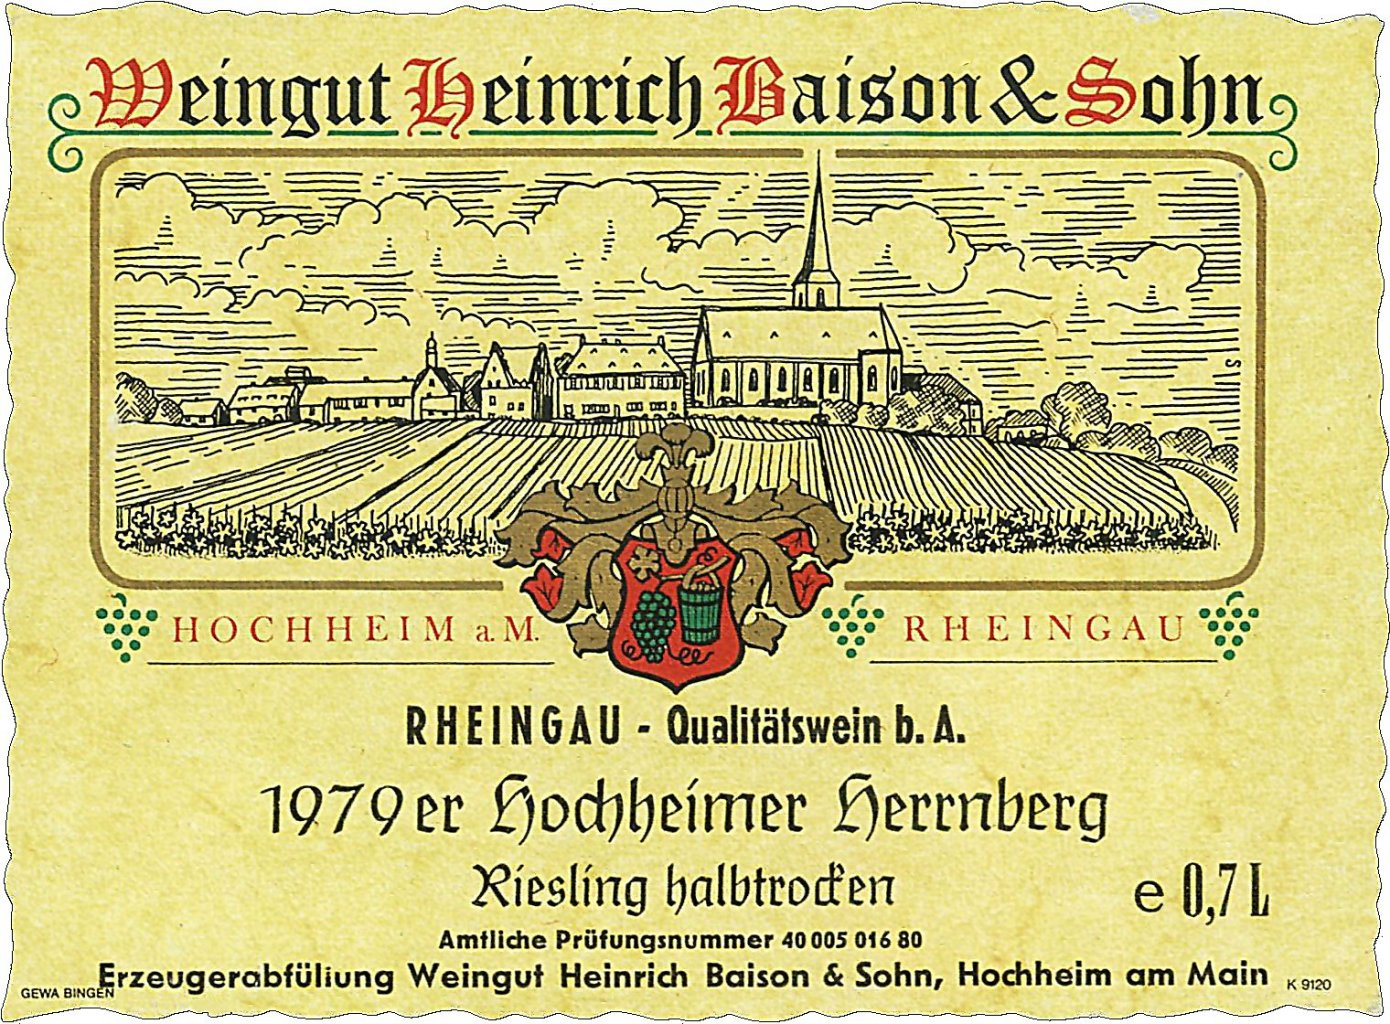 Weingut Heinrich Baison & Sohn
SW
HOCHHEIM a. M. RHEINGAU
RHEINGAU - Qualitätswein b. A.
1979er Hochheimer Herrnberg
Riesling halbtrocken
e 0,7 L
Amtliche Prüfungsnummer 40 005 016 80
Erzeugerabfüllung Weingut Heinrich Baison & Sohn, Hochheim am Main
GEWA BINGEN
K 9120